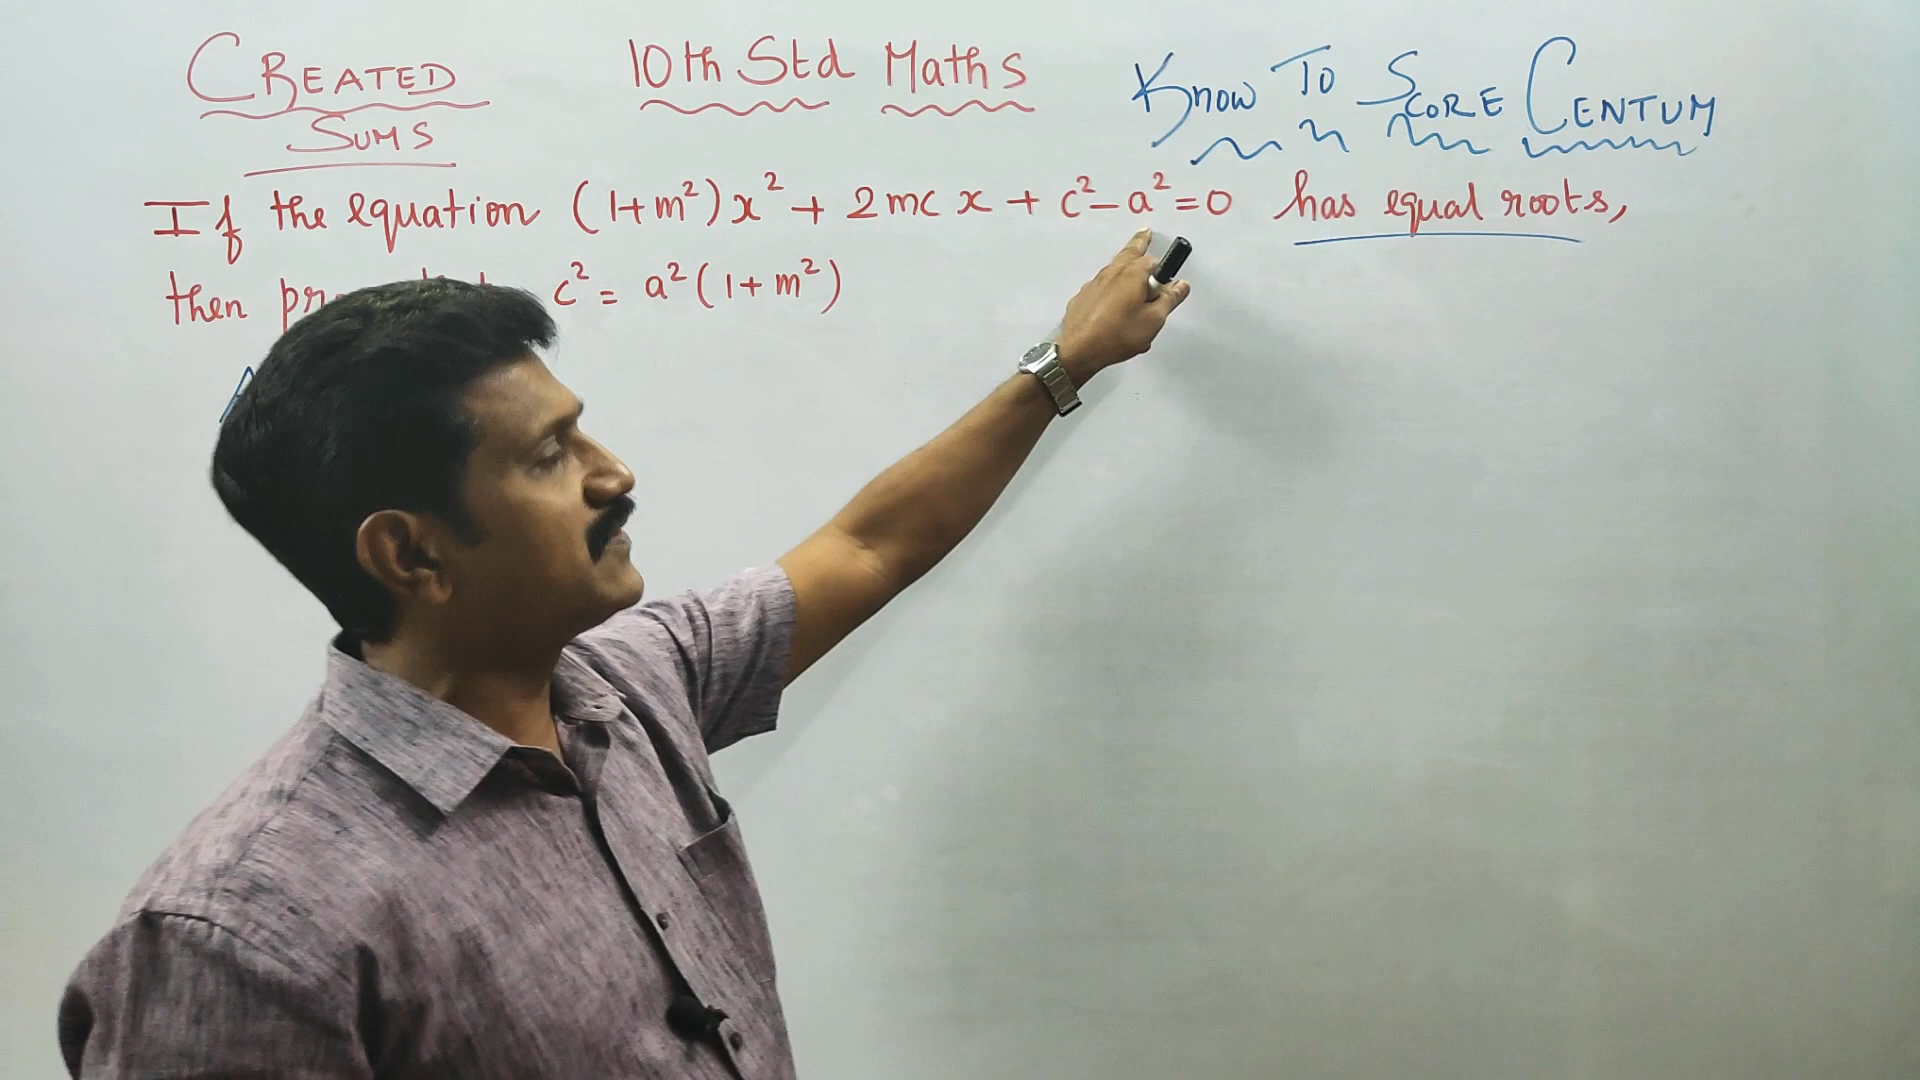 CREATED SUMS
10th Std Maths
Know To Score Centum
If the equation (1+m²)x² + 2mcx + c²-a²=0 has equal roots,
then c² = a²(1+m²)